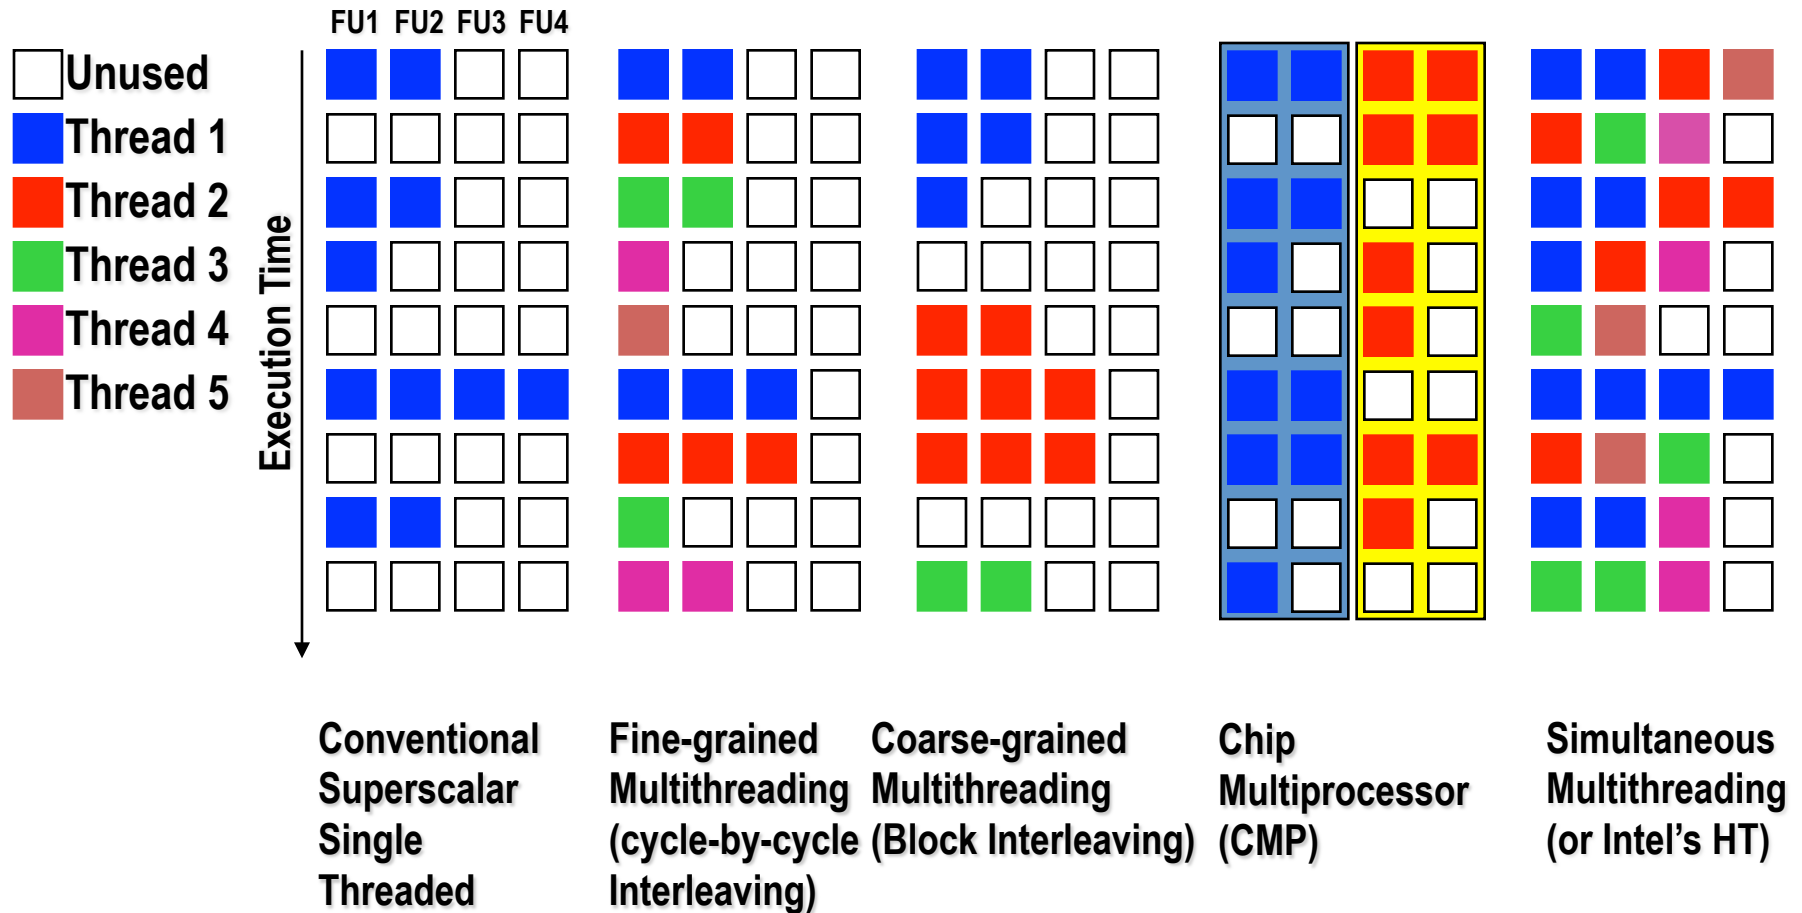 FU1 FU2 FU3 FU4
Unused
Thread 1
Thread 2
Thread 3
Thread 4
Thread 5
Execution Time
Conventional
Superscalar
Single
Threaded
Fine-grained
Multithreading
(cycle-by-cycle
Interleaving)
Coarse-grained
Multithreading
(Block Interleaving)
Chip
Multiprocessor
(CMP)
Simultaneous
Multithreading
(or Intel's HT)